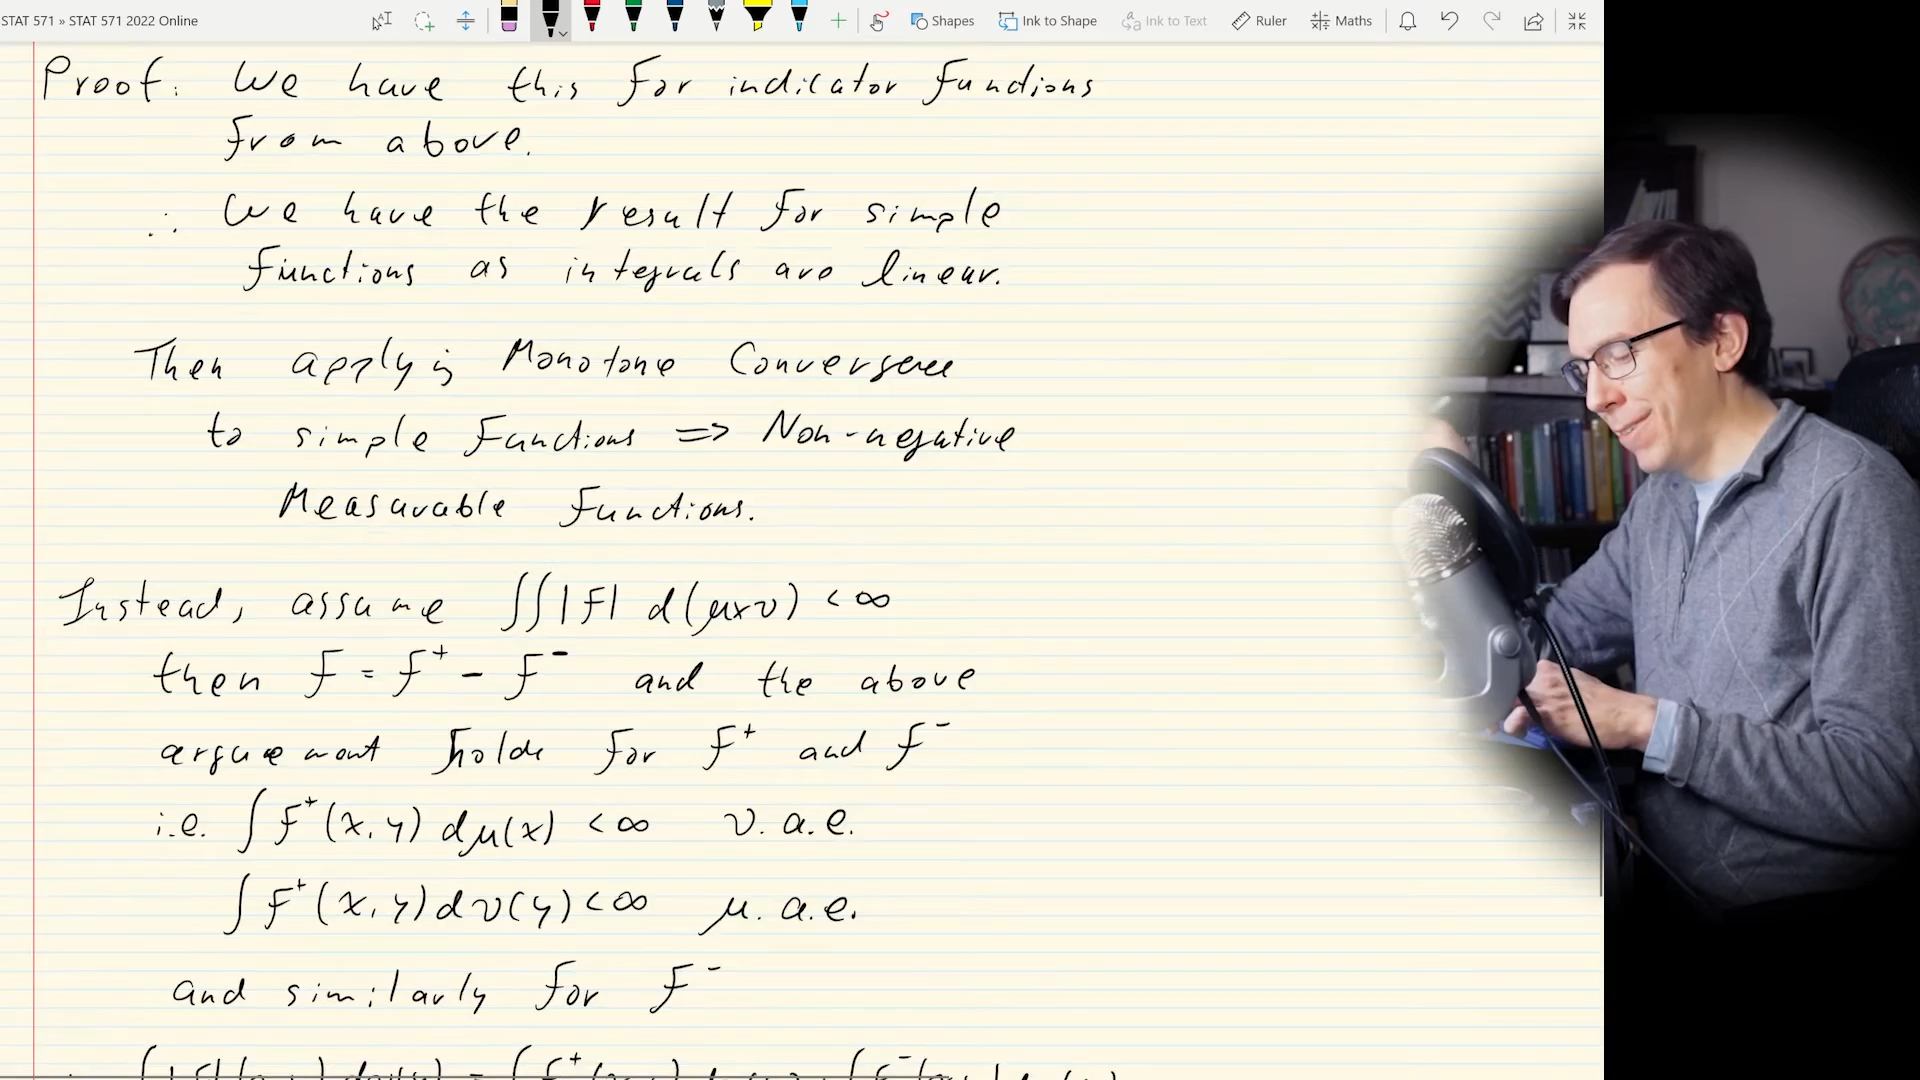 STAT 571 » STAT 571 2022 Online
Shapes Ink to Shape Ink to Text Ruler Maths
Proof: We have this for indicator functions
from above.
∴ We have the result for simple
functions as integrals are linear.
Then applying Monotone Convergence
to simple functions => Non-negative
Measurable Functions.
Instead, assume ∫∫|f| d(μ×ν) < ∞
then f = f⁺ - f⁻ and the above
arguement holds for f⁺ and f⁻
i.e. ∫ f⁺(x,y) dμ(x) < ∞ ν. a.e.
∫ f⁺(x,y) dν(y) < ∞ μ. a.e.
and similarly for f⁻